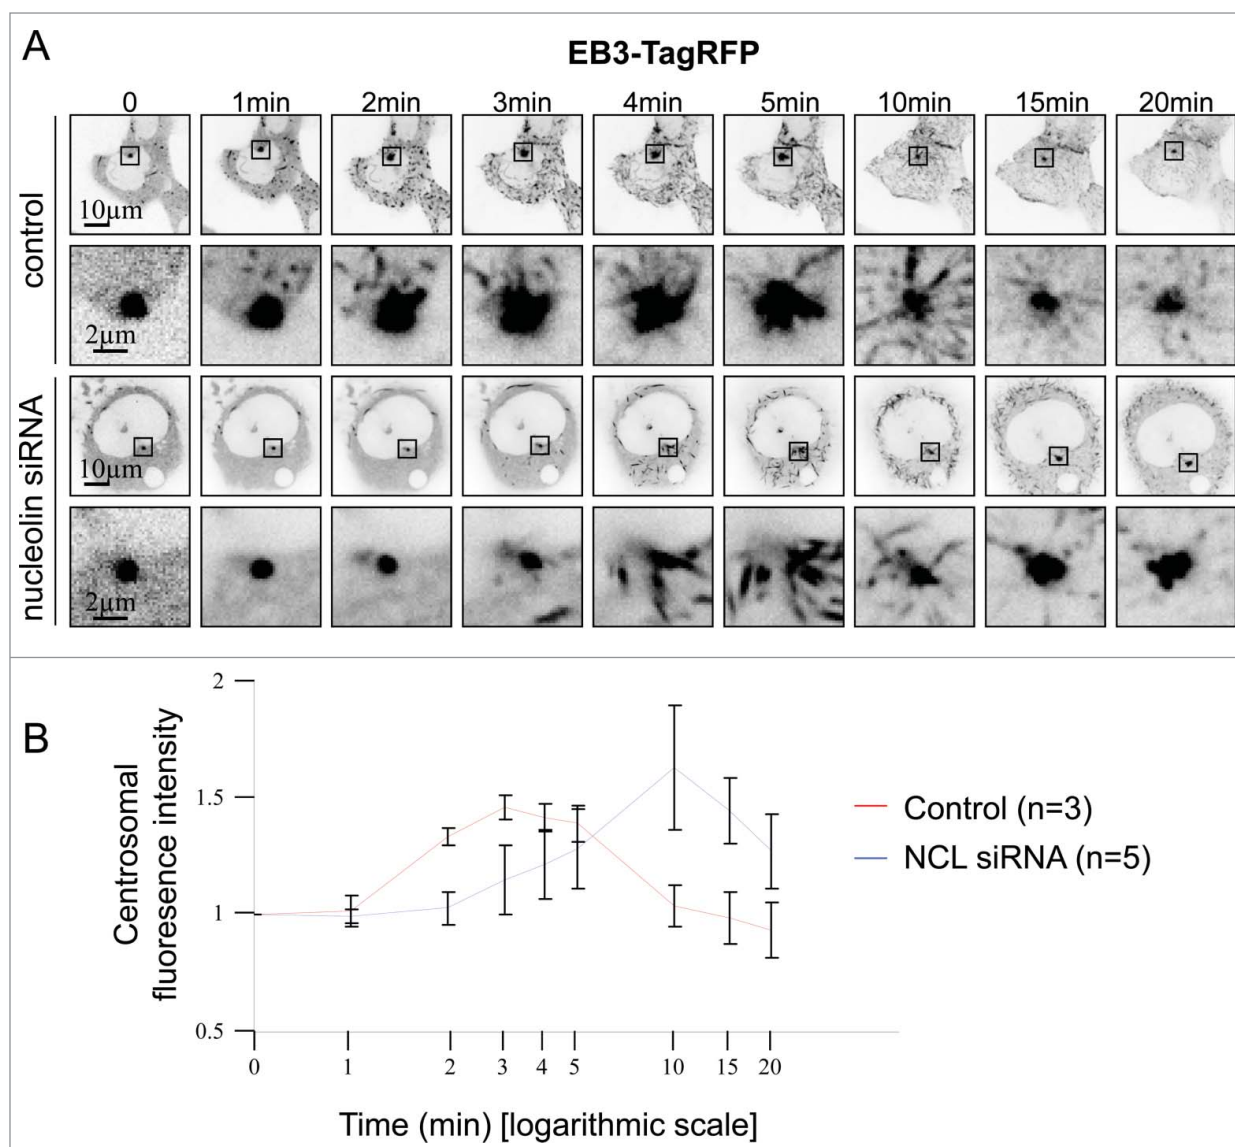 A
EB3-TagRFP
0 1min 2min 3min 4min 5min 10min 15min 20min
control
10µm
2µm
nucleolin siRNA
10µm
2µm
B
Centrosomal
fluoresence intensity
2
1.5
1
0.5
0 1 2 3 4 5 10 15 20
Time (min) [logarithmic scale]
Control (n=3)
NCL siRNA (n=5)